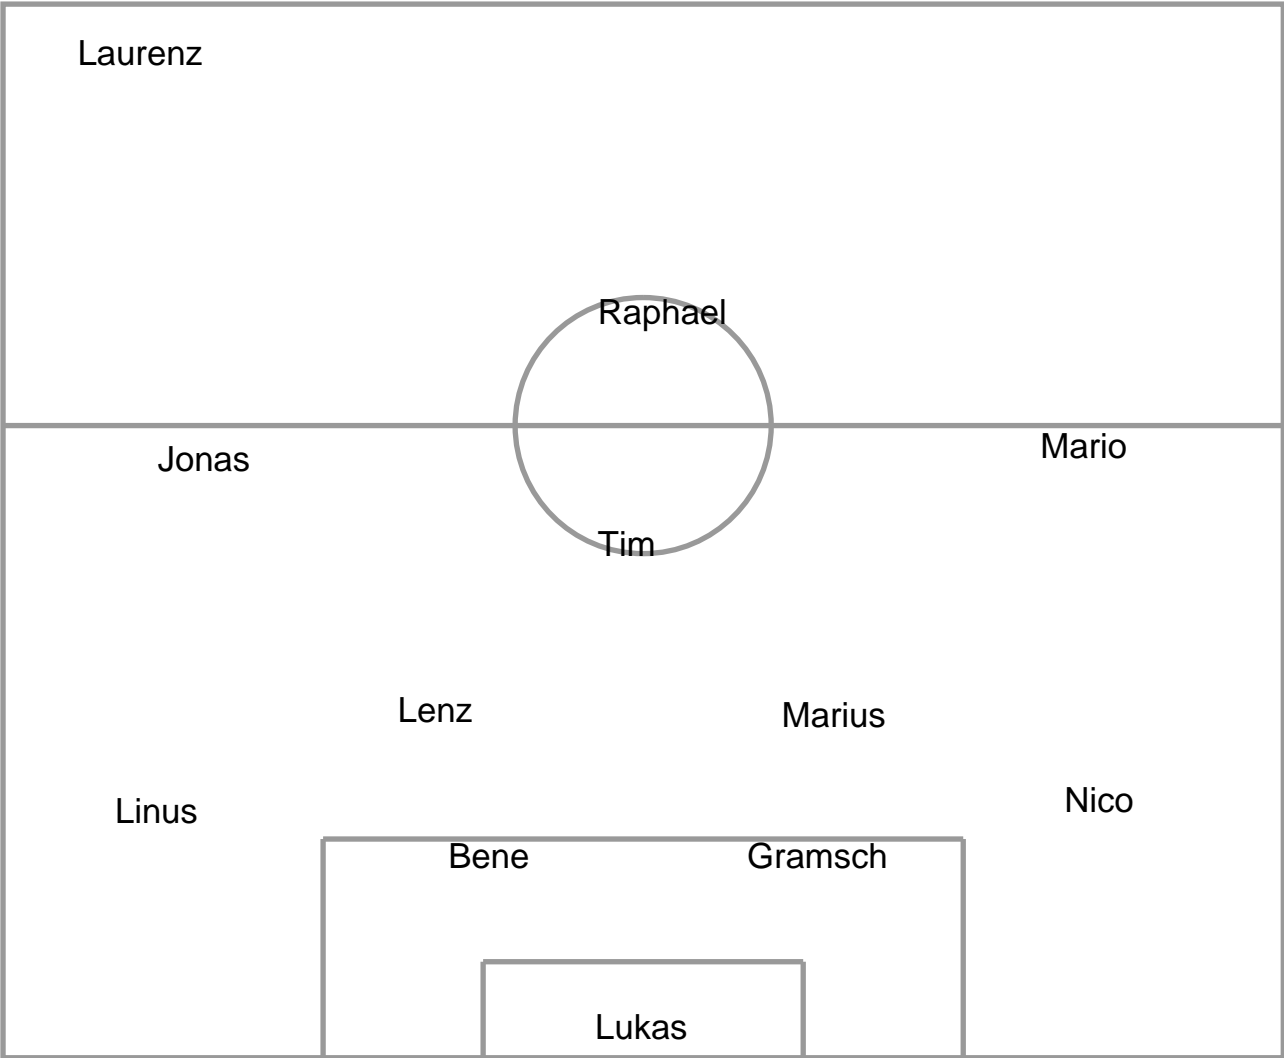 Laurenz
Raphael
Jonas
Mario
Tim
Lenz
Marius
Linus
Nico
Bene
Gramsch
Lukas